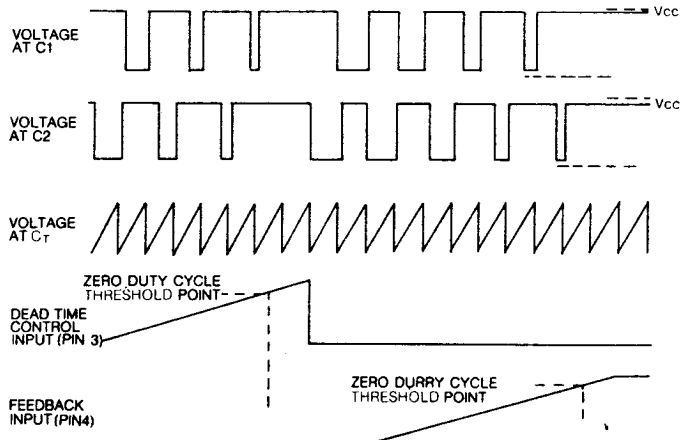 VOLTAGE
AT C1
Vcc
VOLTAGE
AT C2
Vcc
VOLTAGE
AT CT
ZERO DUTY CYCLE
THRESHOLD POINT
DEAD TIME
CONTROL
INPUT (PIN 3)
ZERO DURRY CYCLE
THRESHOLD POINT
FEEDBACK
INPUT (PIN4)